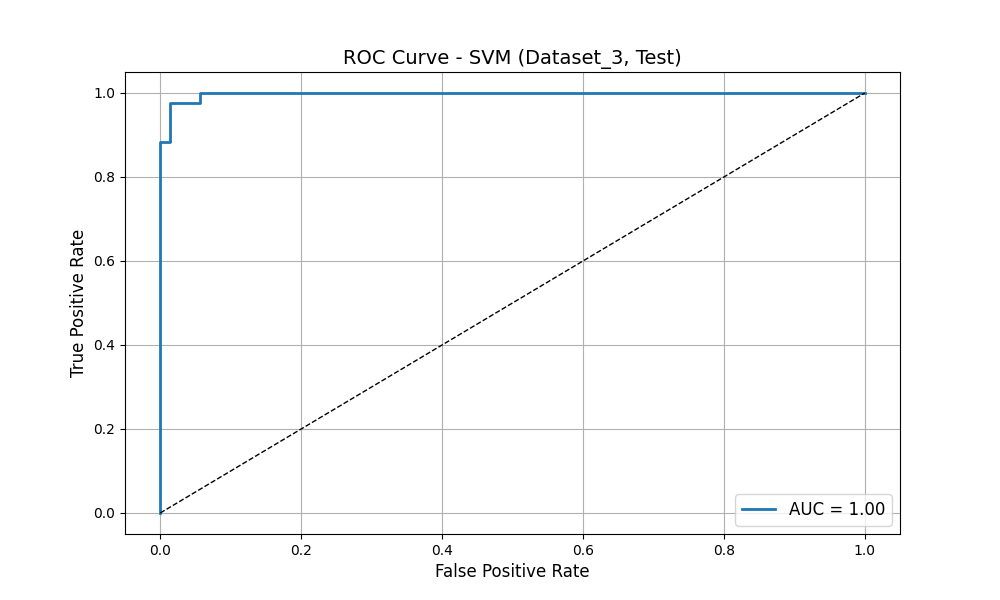 ROC Curve - SVM (Dataset_3, Test)
True Positive Rate
1.0
0.8
0.6
0.4
0.2
0.0
AUC = 1.00
0.0 0.2 0.4 0.6 0.8 1.0
False Positive Rate